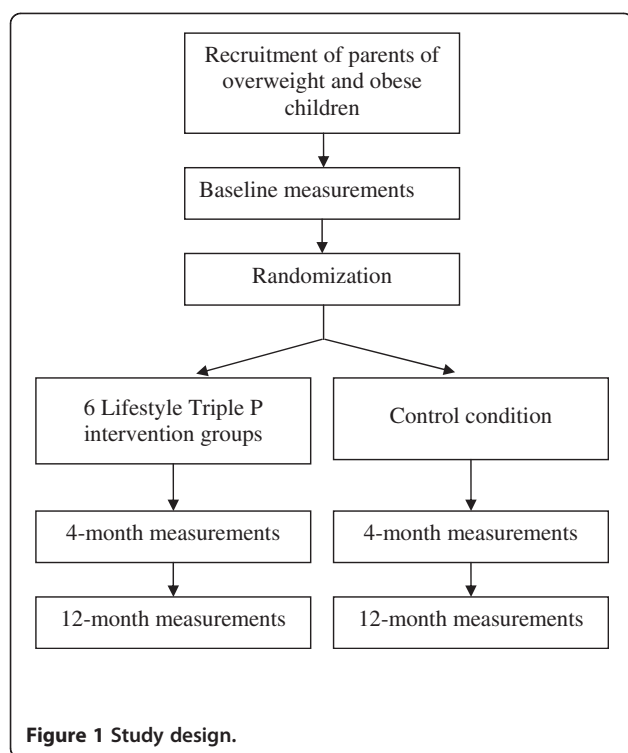 Recruitment of parents of
overweight and obese
children
Baseline measurements
Randomization
6 Lifestyle Triple P
intervention groups
Control condition
4-month measurements
4-month measurements
12-month measurements
12-month measurements
Figure 1 Study design.